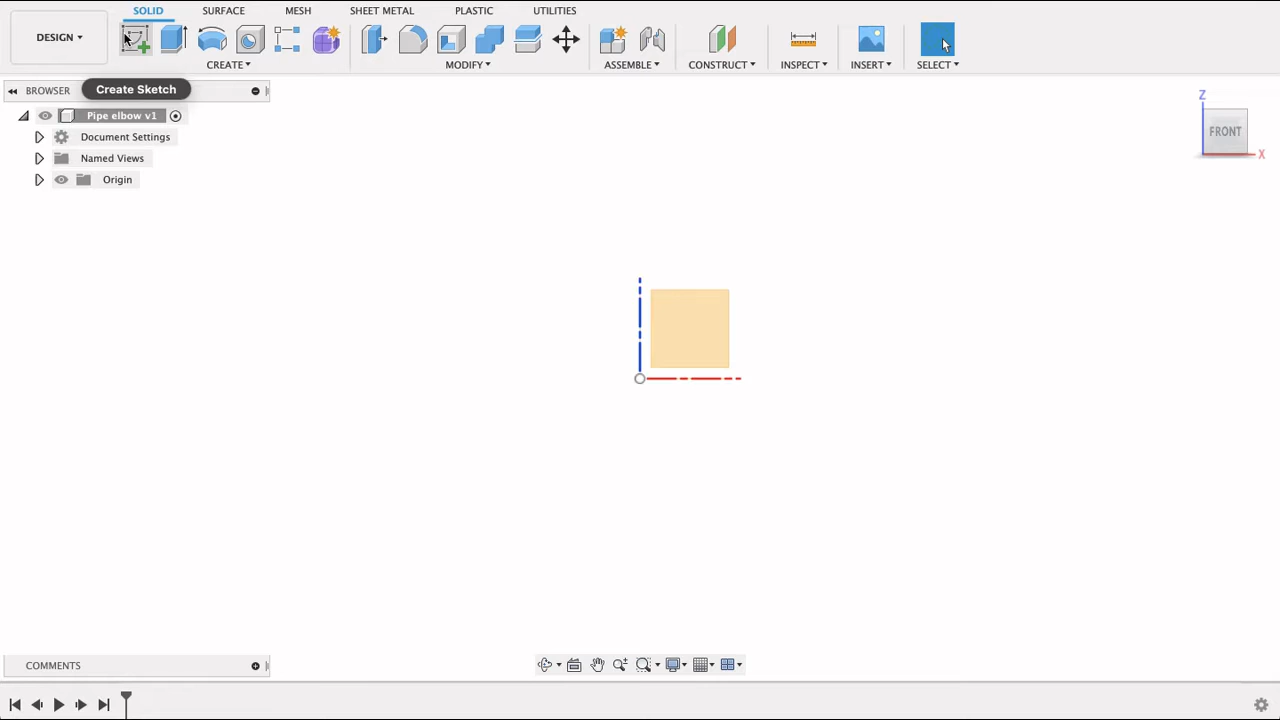 SOLID SURFACE MESH SHEET METAL PLASTIC UTILITIES
DESIGN
CREATE MODIFY ASSEMBLE CONSTRUCT INSPECT INSERT SELECT
BROWSER
Create Sketch
Pipe elbow v1
Document Settings
Named Views
Origin
Z
FRONT
X
COMMENTS